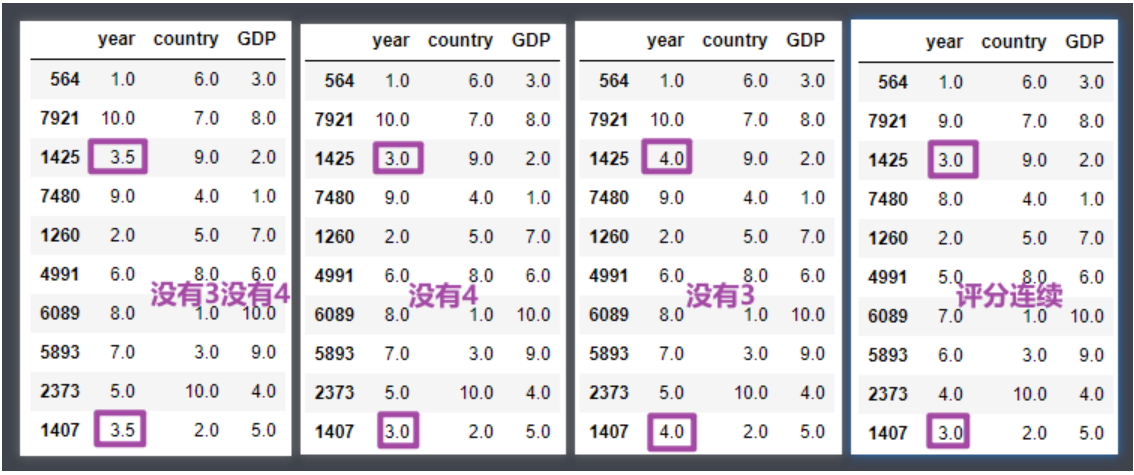 year country GDP
564 1.0 6.0 3.0
7921 10.0 7.0 8.0
1425 3.5 9.0 2.0
7480 9.0 4.0 1.0
1260 2.0 5.0 7.0
4991 6.0 8.0 6.0
没有3没有4
6089 8.0 1.0 10.0
5893 7.0 3.0 9.0
2373 5.0 10.0 4.0
1407 3.5 2.0 5.0
year country GDP
564 1.0 6.0 3.0
7921 10.0 7.0 8.0
1425 3.0 9.0 2.0
7480 9.0 4.0 1.0
1260 2.0 5.0 7.0
4991 6.0 8.0 6.0
没有4
6089 8.0 1.0 10.0
5893 7.0 3.0 9.0
2373 5.0 10.0 4.0
1407 3.0 2.0 5.0
year country GDP
564 1.0 6.0 3.0
7921 10.0 7.0 8.0
1425 4.0 9.0 2.0
7480 9.0 4.0 1.0
1260 2.0 5.0 7.0
4991 6.0 8.0 6.0
没有3
6089 8.0 1.0 10.0
5893 7.0 3.0 9.0
2373 5.0 10.0 4.0
1407 4.0 2.0 5.0
year country GDP
564 1.0 6.0 3.0
7921 9.0 7.0 8.0
1425 3.0 9.0 2.0
7480 8.0 4.0 1.0
1260 2.0 5.0 7.0
4991 5.0 8.0 6.0
评分连续
6089 7.0 1.0 10.0
5893 6.0 3.0 9.0
2373 4.0 10.0 4.0
1407 3.0 2.0 5.0